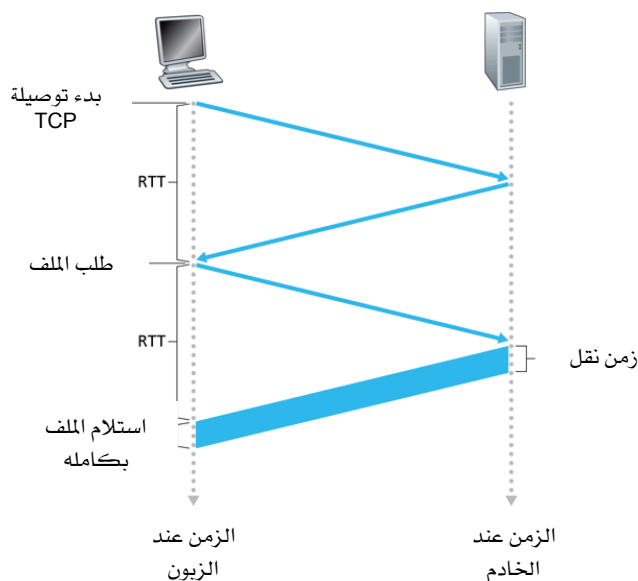 بدء توصيلة
TCP
RTT
طلب الملف
RTT
زمن نقل
استلام الملف
بكامله
الزمن عند
الزبون
الزمن عند
الخادم